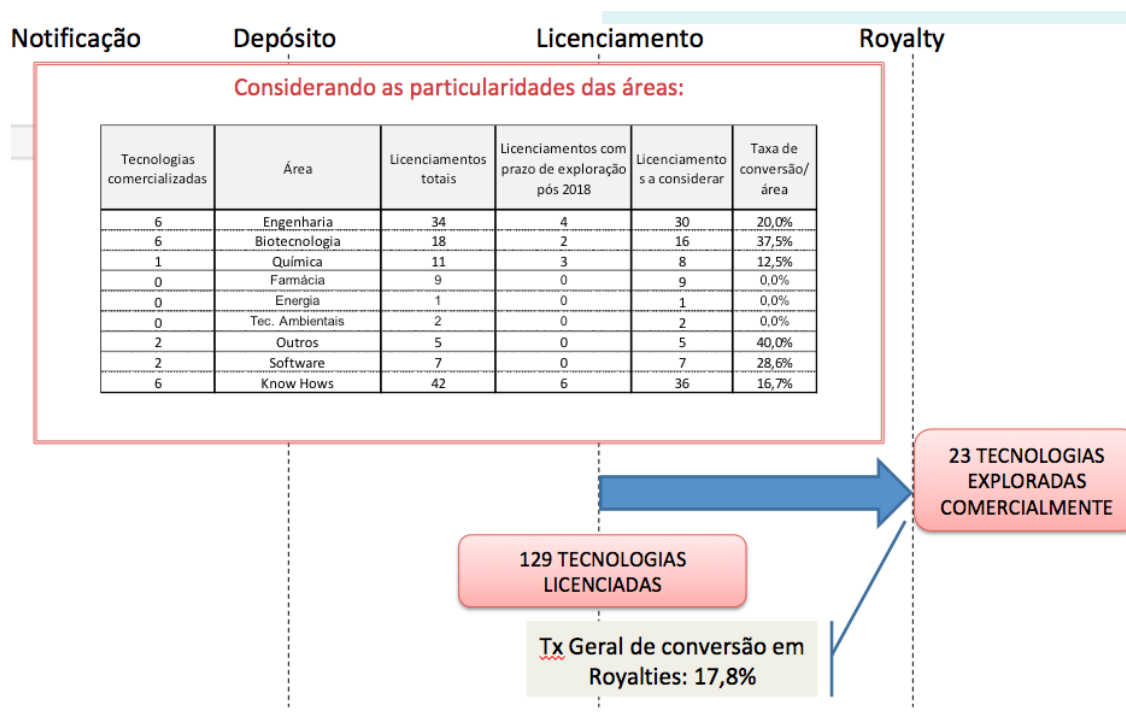 Notificação Depósito Licenciamento Royalty
Considerando as particularidades das áreas:
Tecnologias comercializadas Área Licenciamentos totais Licenciamentos com prazo de exploração pós 2018 Licenciamento s a considerar Taxa de conversão/ área
6 Engenharia 34 4 30 20,0%
6 Biotecnologia 18 2 16 37,5%
1 Química 11 3 8 12,5%
0 Farmácia 9 0 9 0,0%
0 Energia 1 0 1 0,0%
0 Tec. Ambientais 2 0 2 0,0%
2 Outros 5 0 5 40,0%
2 Software 7 0 7 28,6%
6 Know Hows 42 6 36 16,7%
23 TECNOLOGIAS
EXPLORADAS
COMERCIALMENTE
129 TECNOLOGIAS
LICENCIADAS
Tx Geral de conversão em
Royalties: 17,8%